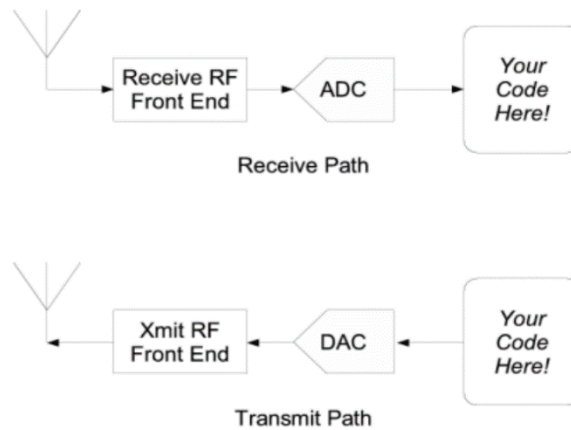 Receive RF
Front End
ADC
Your
Code
Here!
Receive Path
Xmit RF
Front End
DAC
Your
Code
Here!
Transmit Path